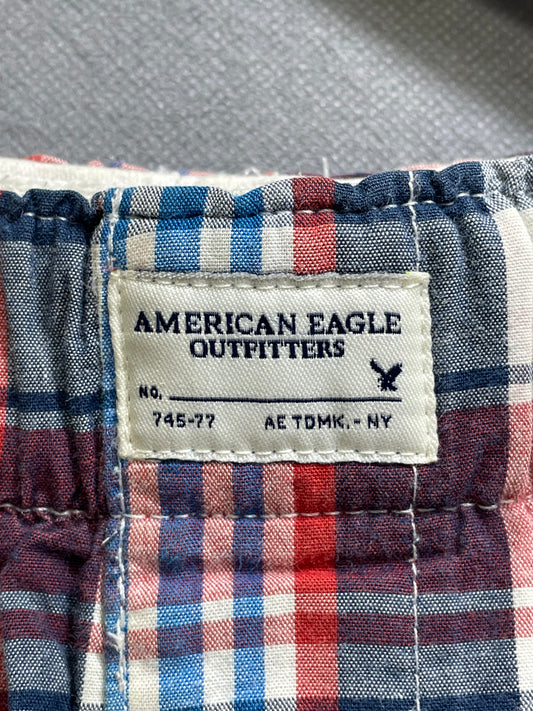 AMERICAN EAGLE
OUTFITTERS
NO.
745-77 AE TDMK.-NY